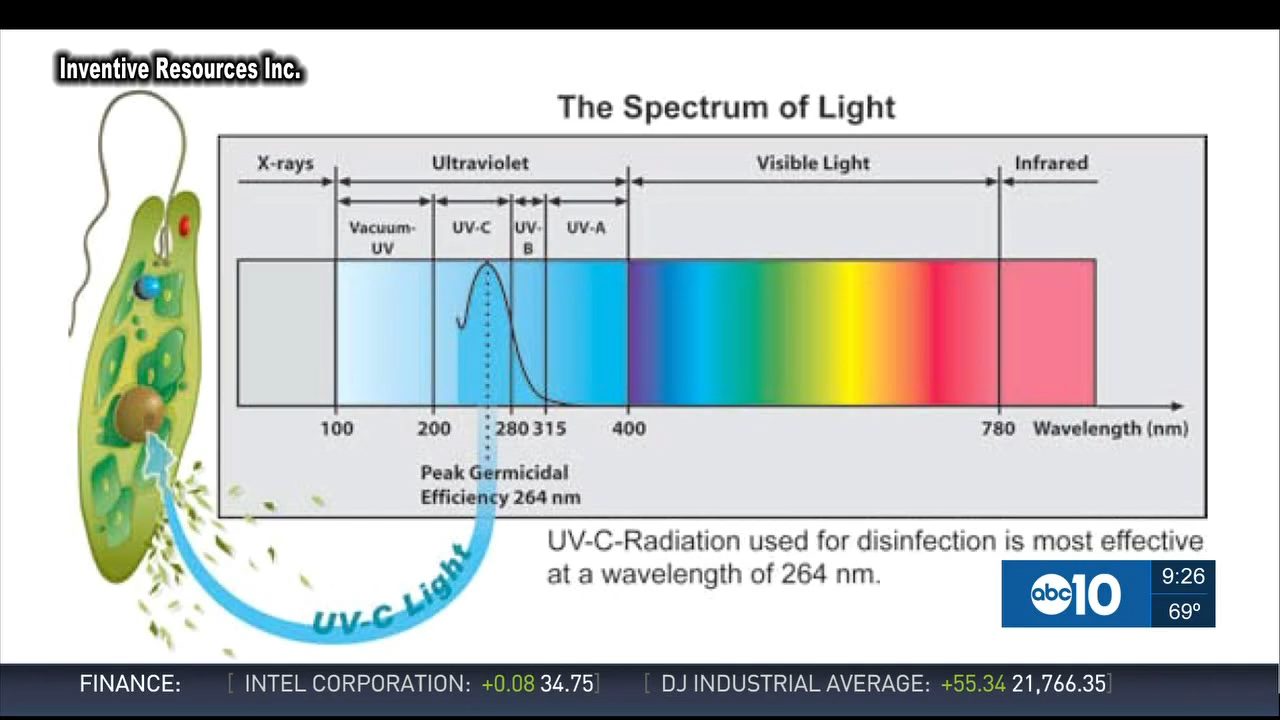 Inventive Resources Inc.
The Spectrum of Light
X-rays Ultraviolet Visible Light Infrared
Vacuum-
UV
UV-C
UV-
B
UV-A
100 200 280 315 400 780 Wavelength (nm)
Peak Germicidal
Efficiency 264 nm
UV-C Light
UV-C-Radiation used for disinfection is most effective
at a wavelength of 264 nm.
abc10
9:26
69º
FINANCE: [ INTEL CORPORATION: +0.08 34.75] [ DJ INDUSTRIAL AVERAGE: +55.34 21,766.35]